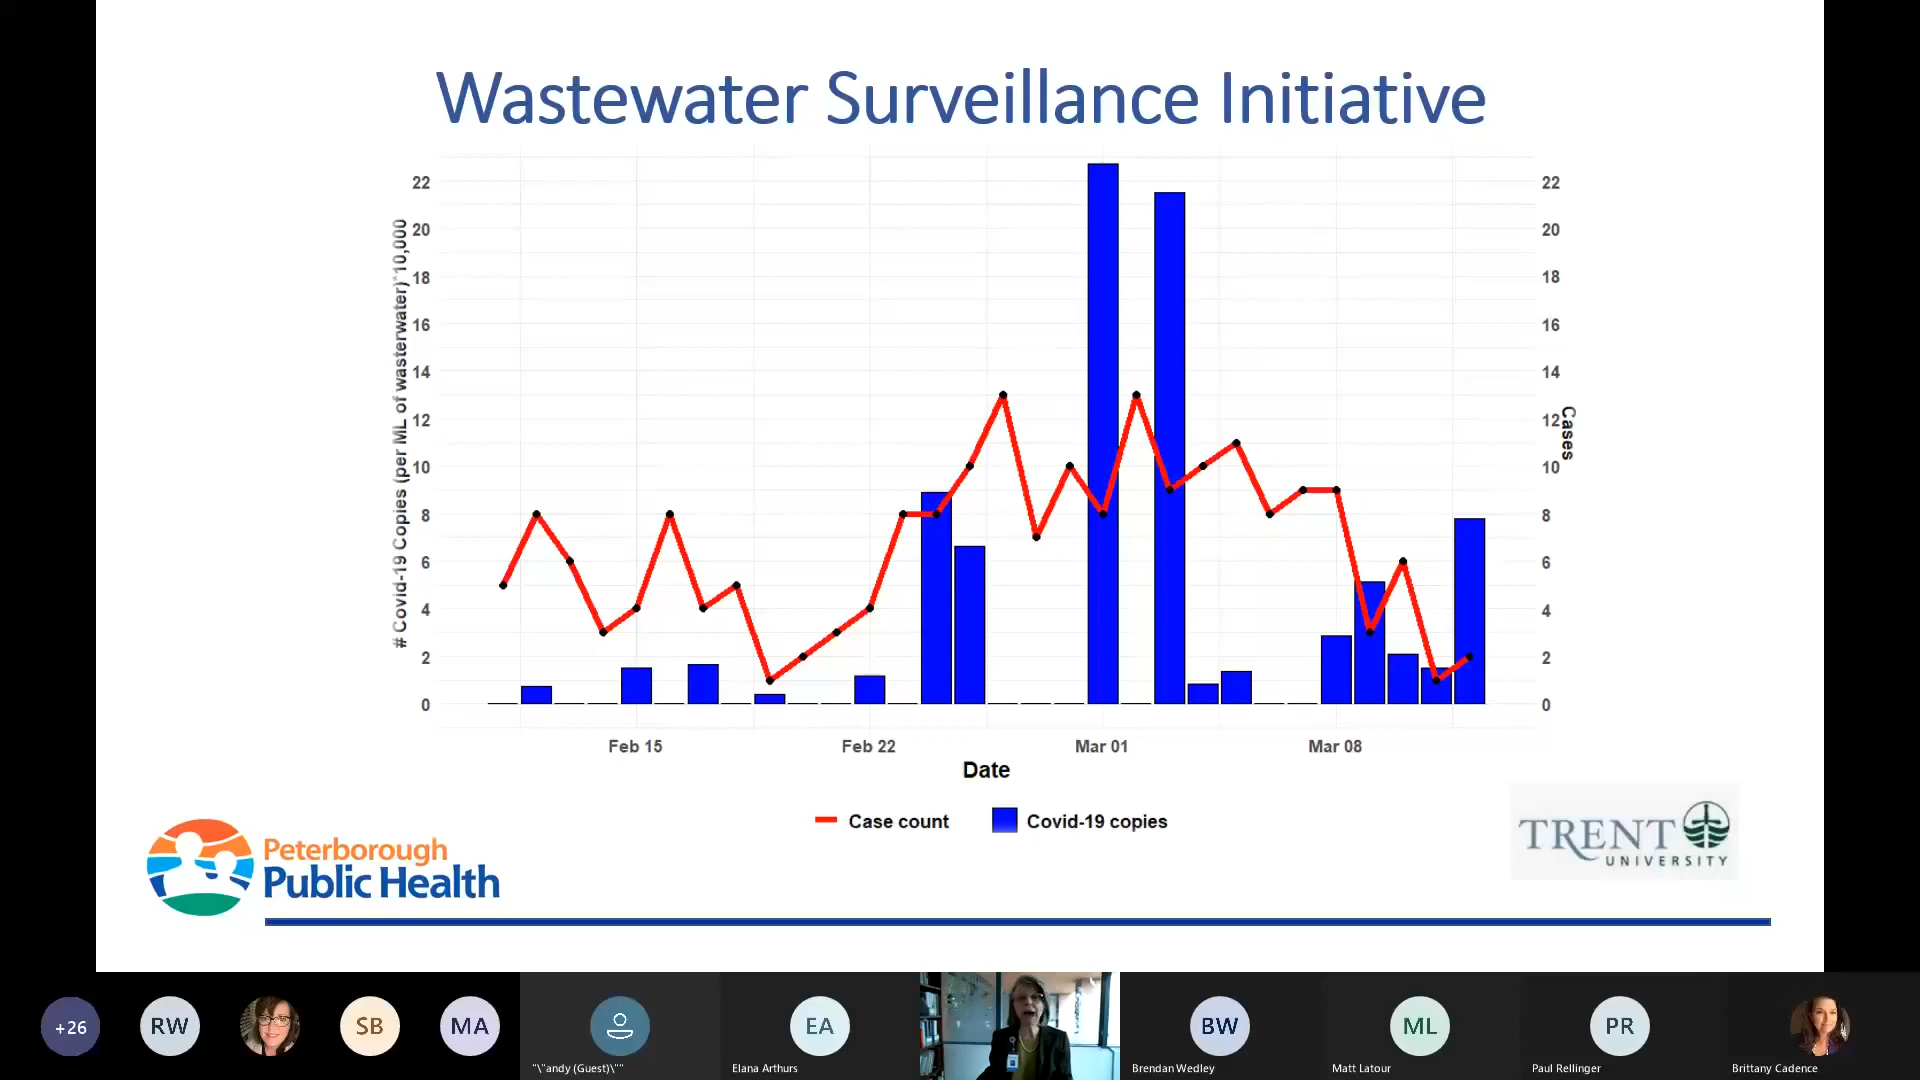 Wastewater Surveillance Initiative
# Covid-19 Copies (per ML of wasterwater)*10,000
22
20
18
16
14
12
10
8
6
4
2
0
22
20
18
16
14
12
10
8
6
4
2
0
Cases
Feb 15
Feb 22
Mar 01
Mar 08
Date
Case count
Covid-19 copies
Peterborough
Public Health
TRENT
UNIVERSITY
+26
RW
SB
MA
"\"andy (Guest)\""
EA
Elana Arthurs
BW
Brendan Wedley
ML
Matt Latour
PR
Paul Rellinger
Brittany Cadence